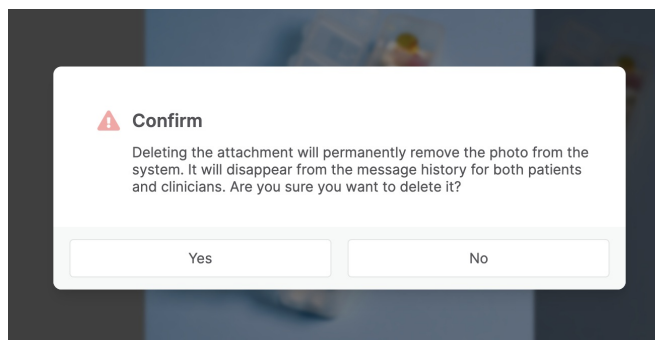 Confirm
Deleting the attachment will permanently remove the photo from the
system. It will disappear from the message history for both patients
and clinicians. Are you sure you want to delete it?
Yes
No